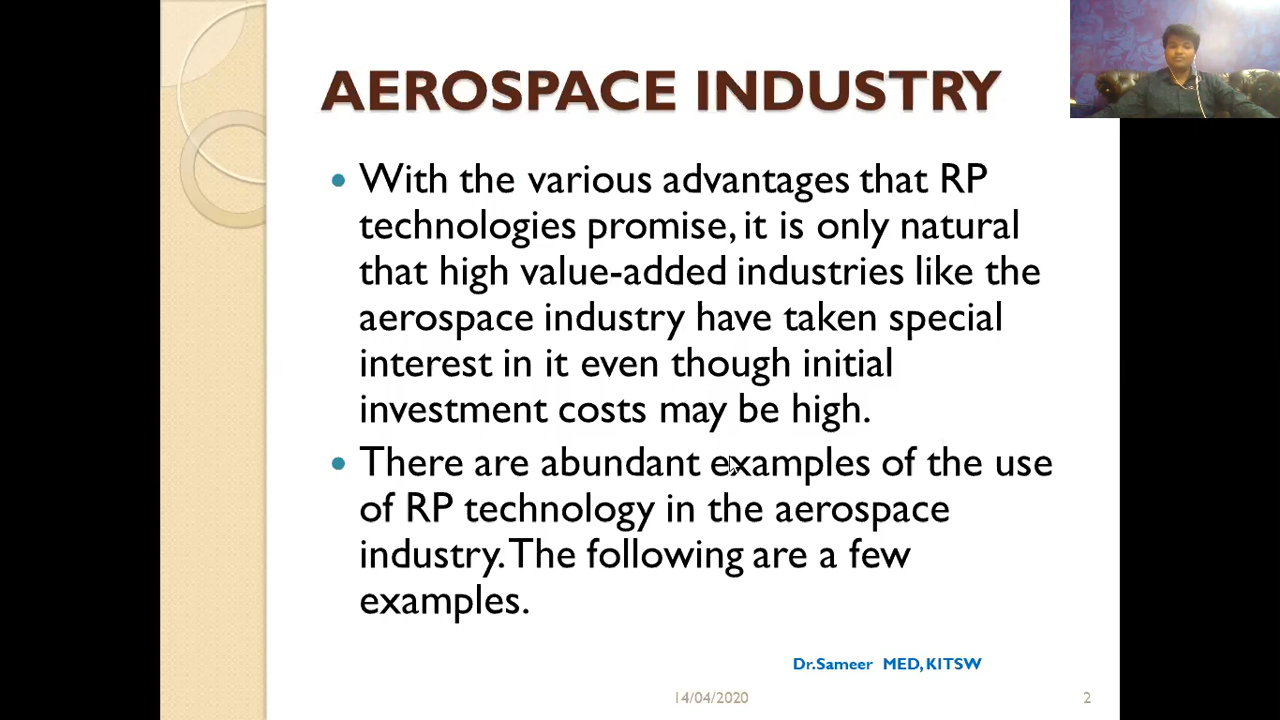 AEROSPACE INDUSTRY
With the various advantages that RP
technologies promise, it is only natural
that high value-added industries like the
aerospace industry have taken special
interest in it even though initial
investment costs may be high.
There are abundant examples of the use
of RP technology in the aerospace
industry. The following are a few
examples.
Dr.Sameer MED, KITSW
14/04/2020 2